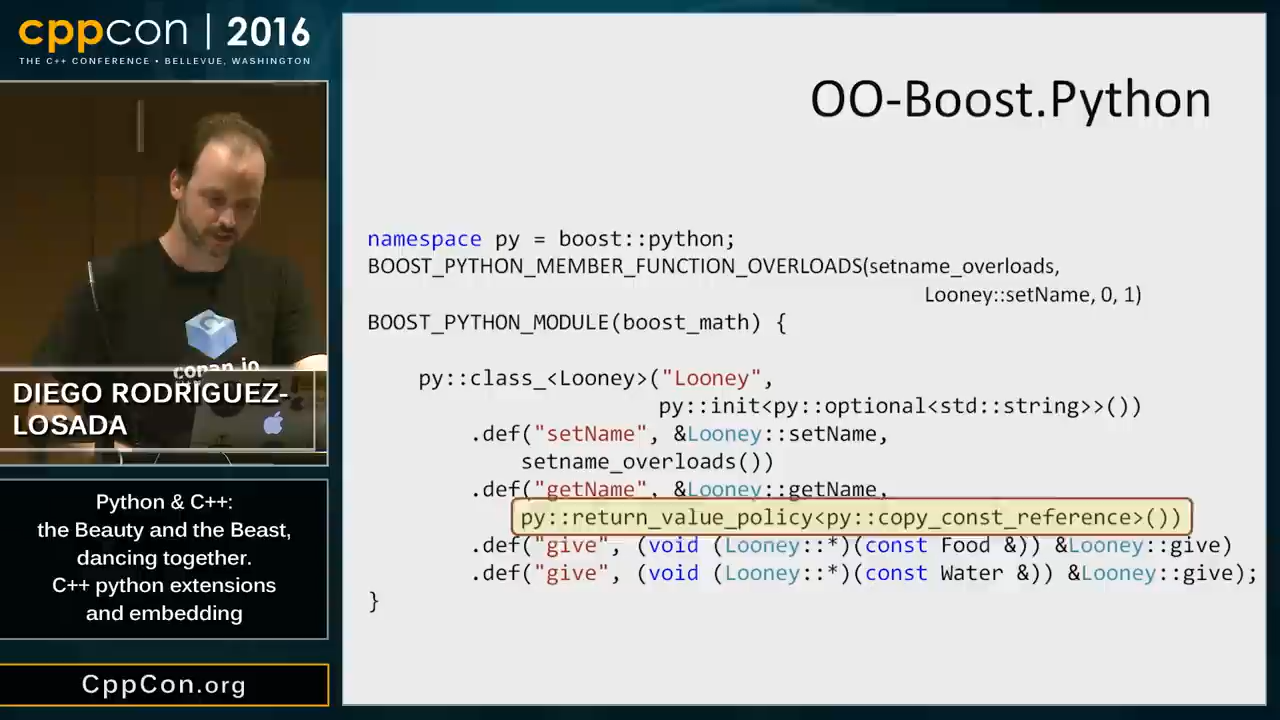 cppcon | 2016
THE C++ CONFERENCE • BELLEVUE, WASHINGTON
conan.io
DIEGO RODRIGUEZ-
LOSADA
Python & C++:
the Beauty and the Beast,
dancing together.
C++ python extensions
and embedding
CppCon.org
OO-Boost.Python
namespace py = boost::python;
BOOST_PYTHON_MEMBER_FUNCTION_OVERLOADS(setname_overloads,
Looney::setName, 0, 1)
BOOST_PYTHON_MODULE(boost_math) {
py::class_<Looney>("Looney",
py::init<py::optional<std::string>>())
.def("setName", &Looney::setName,
setname_overloads())
.def("getName", &Looney::getName,
py::return_value_policy<py::copy_const_reference>())
.def("give", (void (Looney::*)(const Food &)) &Looney::give)
.def("give", (void (Looney::*)(const Water &)) &Looney::give);
}